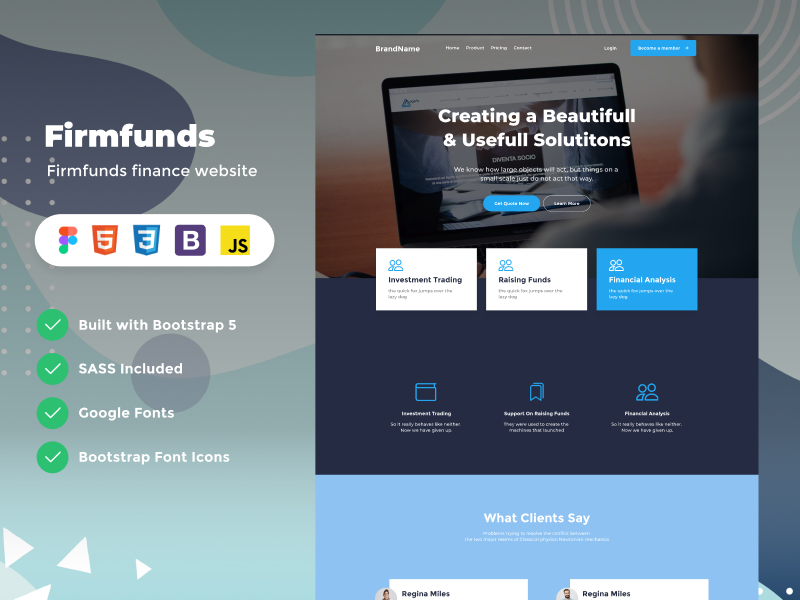 Firmfunds
Firmfunds finance website
5
3
B
JS
Built with Bootstrap 5
SASS Included
Google Fonts
Bootstrap Font Icons
BrandName
Home Product Pricing Contact
Login
Become a member
Creating a Beautifull
& Usefull Solutitons
DIVENTA SOCIO
We know how large objects will act, but things on a
small scale just do not act that way.
Get Quote Now
Learn More
Investment Trading
the quick fox jumps over the
lazy dog
Raising Funds
the quick fox jumps over the
lazy dog
Financial Analysis
the quick fox jumps over the
lazy dog
Investment Trading
So it really behaves like neither.
Now we have given up.
Support On Raising Funds
They were used to create the
machines that launched
Financial Analysis
So it really behaves like neither.
Now we have given up.
What Clients Say
Problems trying to resolve the conflict between
the two major realms of Classical physics: Newtonian mechanics
Regina Miles
Regina Miles